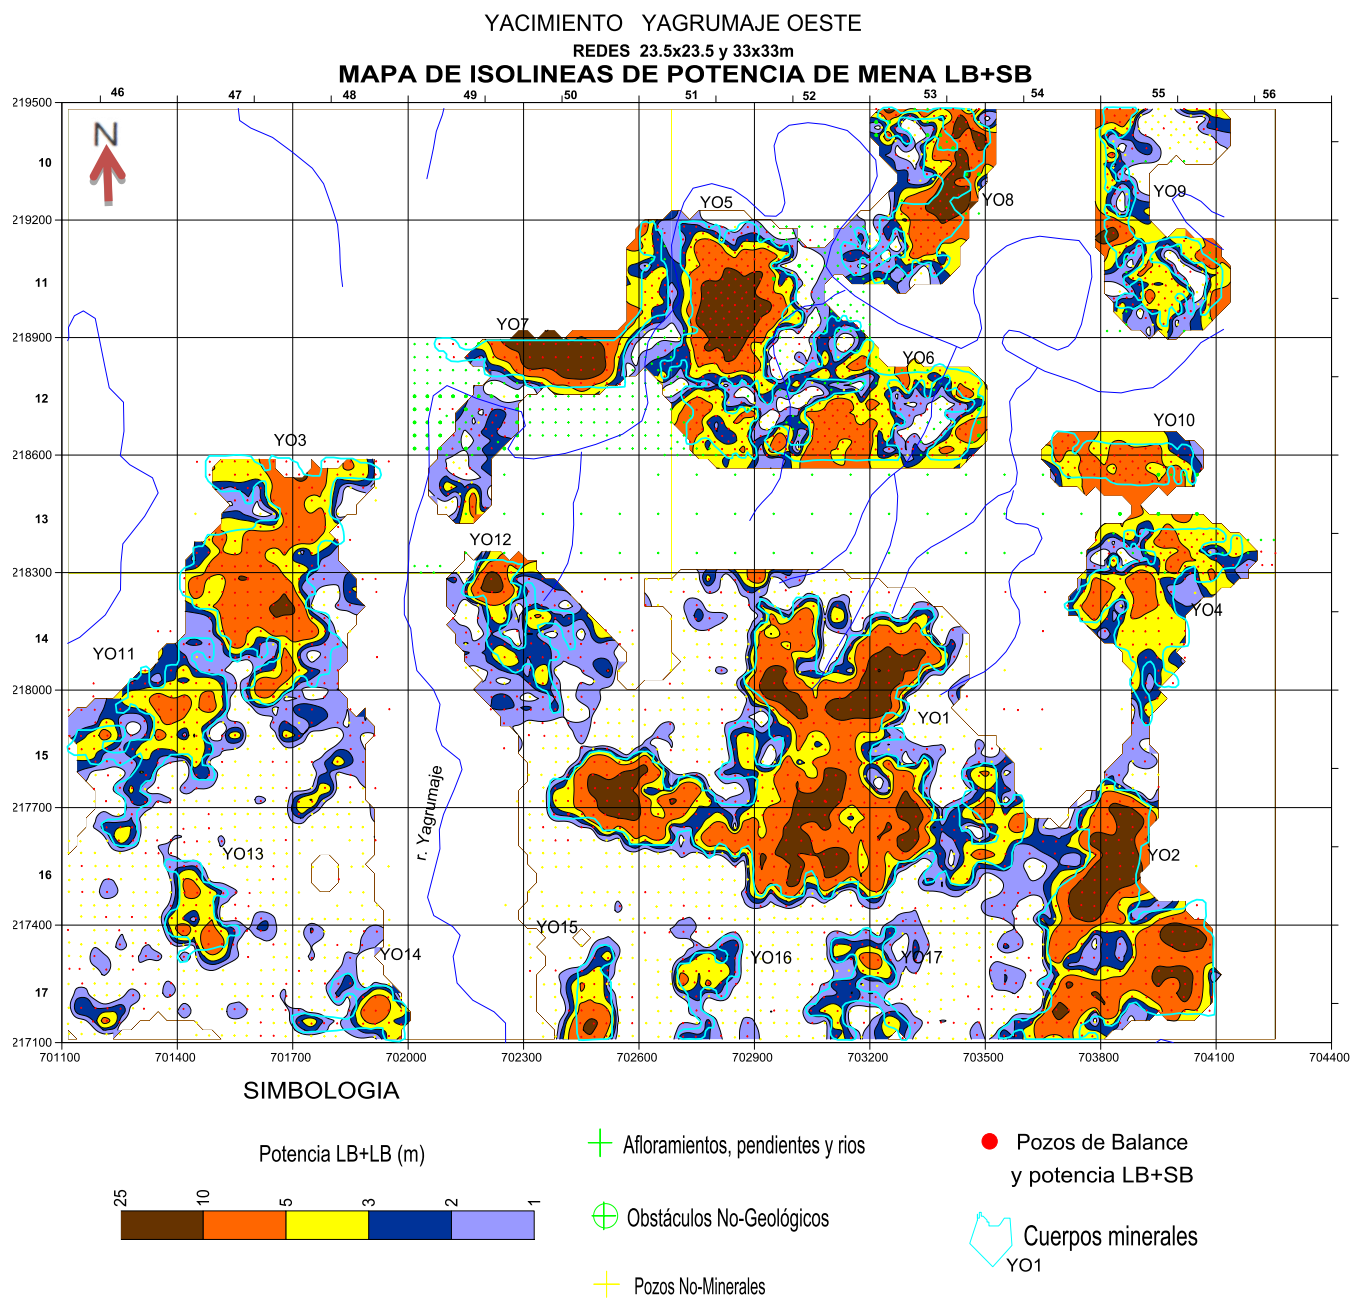 YACIMIENTO YAGRUMAJE OESTE
REDES 23.5x23.5 y 33x33m
MAPA DE ISOLINEAS DE POTENCIA DE MENA LB+SB
46 47 48 49 50 51 52 53 54 55 56
219500
N
10
YO8
YO9
YO5
219200
11
YO7
218900
YO6
12
YO10
YO3
218600
13
YO12
218300
YO4
14
YO11
218000
YO1
15
r. Yagrumaje
217700
YO13
YO2
16
217400
YO15
YO14
YO16
YO17
17
217100
701100 701400 701700 702000 702300 702600 702900 703200 703500 703800 704100 704400
SIMBOLOGIA
Potencia LB+LB (m)
25 10 5 3 2 1
Afloramientos, pendientes y rios
Obstáculos No-Geológicos
Pozos No-Minerales
Pozos de Balance
y potencia LB+SB
Cuerpos minerales
YO1